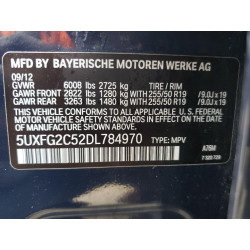 MFD BY BAYERISCHE MOTOREN WERKE AG
09/12
GVWR 6008 lbs 2725 kg TIRE / RIM
GAWR FRONT 2822 lbs 1280 kg WITH 255/50 R19 /9.0J x 19
GAWR REAR 3263 lbs 1480 kg WITH 255/50 R19 /9.0J x 19
THIS VEHICLE CONFORMS TO ALL APPLICABLE U.S. FEDERAL
MOTOR VEHICLE SAFETY STANDARDS IN EFFECT ON THE
DATE OF MANUFACTURE SHOWN ABOVE.
5UXFG2C52DL784970 TYPE: MPV